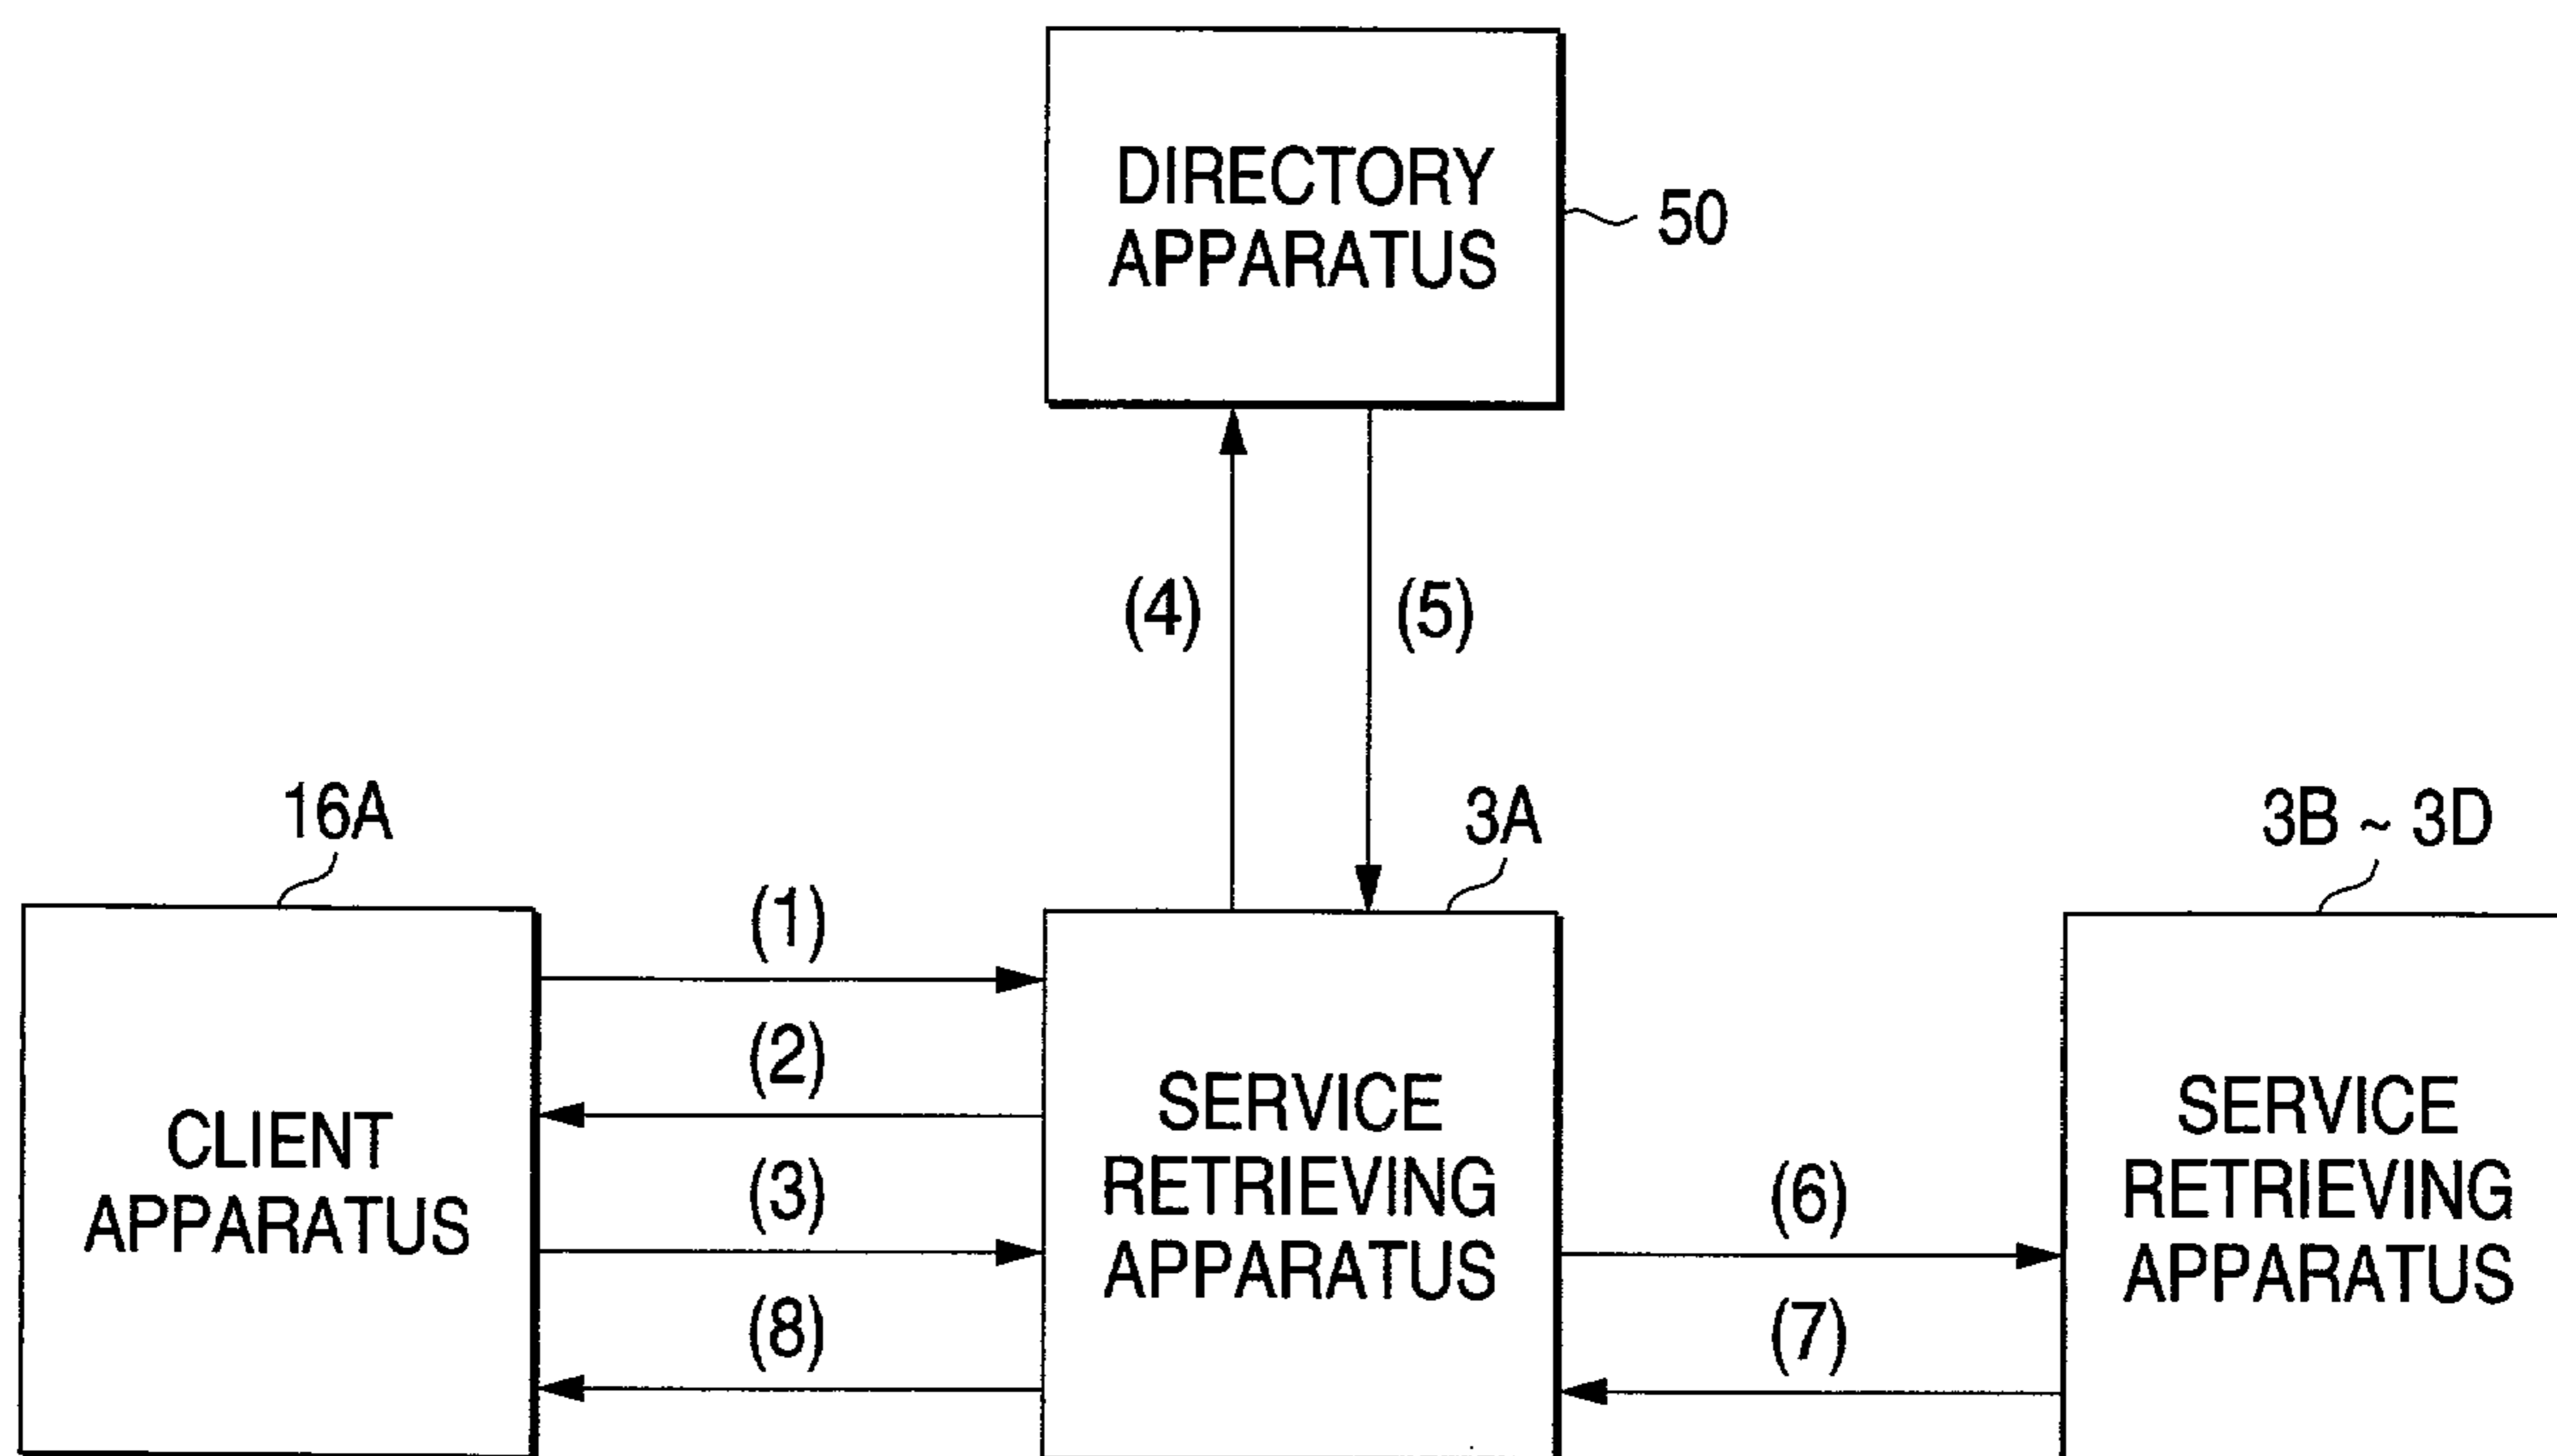 DIRECTORY
APPARATUS
50
(4)
(5)
16A
3A
3B ~ 3D
(1)
(2)
(3)
(8)
CLIENT
APPARATUS
SERVICE
RETRIEVING
APPARATUS
(6)
(7)
SERVICE
RETRIEVING
APPARATUS